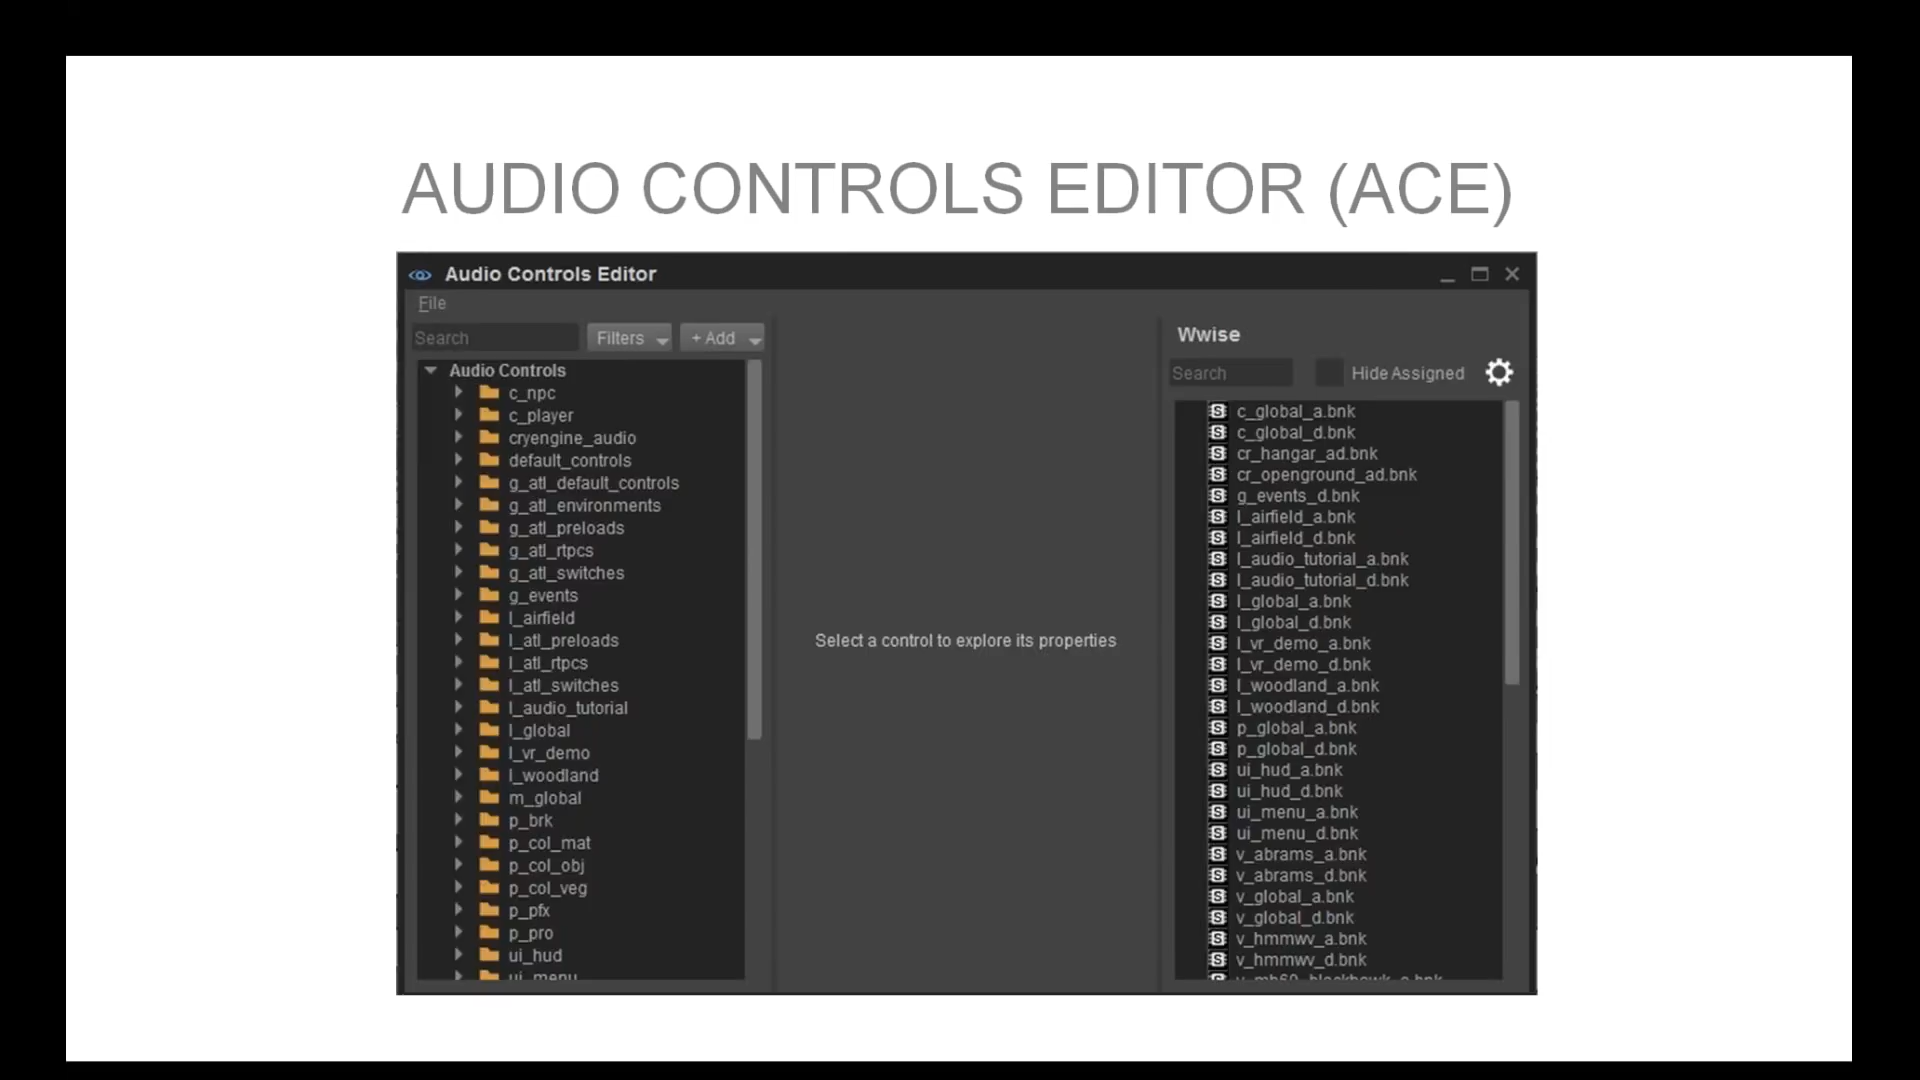 AUDIO CONTROLS EDITOR (ACE)
Audio Controls Editor
File
Search
Filters
+ Add
Audio Controls
c_npc
c_player
cryengine_audio
default_controls
g_atl_default_controls
g_atl_environments
g_atl_preloads
g_atl_rtpcs
g_atl_switches
g_events
l_airfield
l_atl_preloads
l_atl_rtpcs
l_atl_switches
l_audio_tutorial
l_global
l_vr_demo
l_woodland
m_global
p_brk
p_col_mat
p_col_obj
p_col_veg
p_pfx
p_pro
ui_hud
ui_menu
Select a control to explore its properties
Wwise
Search
Hide Assigned
c_global_a.bnk
c_global_d.bnk
cr_hangar_ad.bnk
cr_openground_ad.bnk
g_events_d.bnk
l_airfield_a.bnk
l_airfield_d.bnk
l_audio_tutorial_a.bnk
l_audio_tutorial_d.bnk
l_global_a.bnk
l_global_d.bnk
l_vr_demo_a.bnk
l_vr_demo_d.bnk
l_woodland_a.bnk
l_woodland_d.bnk
p_global_a.bnk
p_global_d.bnk
ui_hud_a.bnk
ui_hud_d.bnk
ui_menu_a.bnk
ui_menu_d.bnk
v_abrams_a.bnk
v_abrams_d.bnk
v_global_a.bnk
v_global_d.bnk
v_hmmwv_a.bnk
v_hmmwv_d.bnk
v_mh60_blackhawk_a.bnk